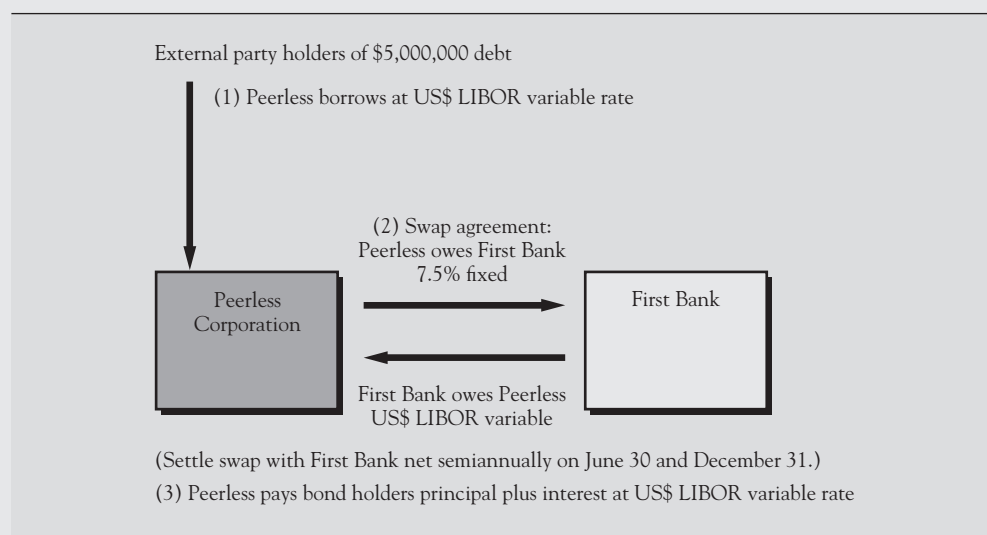 External party holders of $5,000,000 debt
(1) Peerless borrows at US$ LIBOR variable rate
(2) Swap agreement:
Peerless owes First Bank
7.5% fixed
Peerless
Corporation
First Bank
First Bank owes Peerless
US$ LIBOR variable
(Settle swap with First Bank net semiannually on June 30 and December 31.)
(3) Peerless pays bond holders principal plus interest at US$ LIBOR variable rate